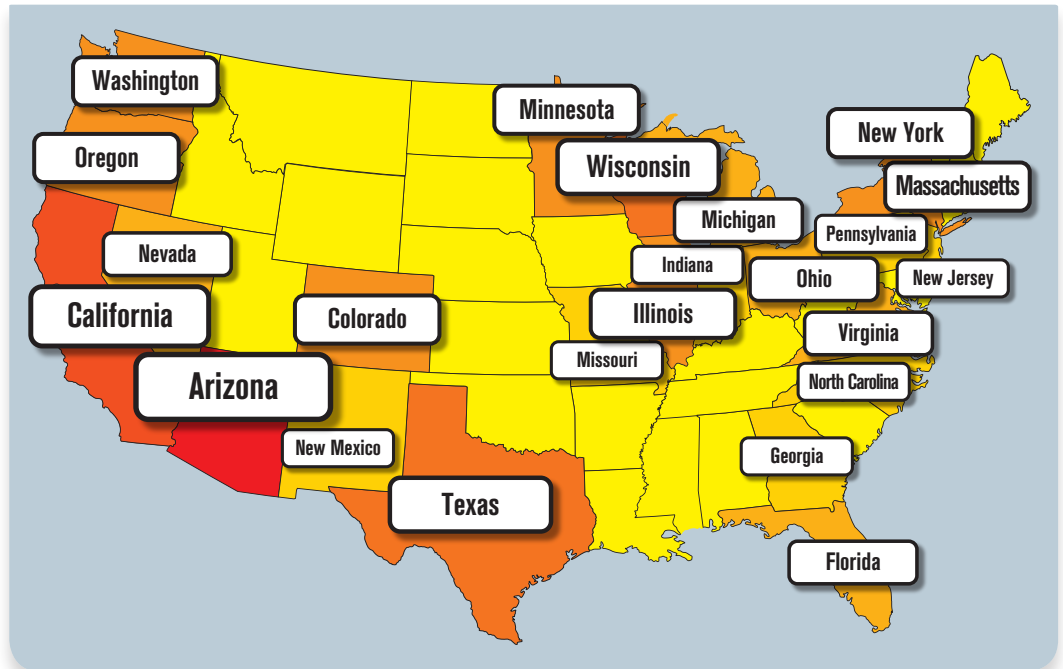 Washington
Minnesota
New York
Oregon
Wisconsin
Massachusetts
Michigan
Pennsylvania
Nevada
Indiana
Ohio
New Jersey
California
Colorado
Illinois
Virginia
Missouri
Arizona
North Carolina
New Mexico
Georgia
Texas
Florida